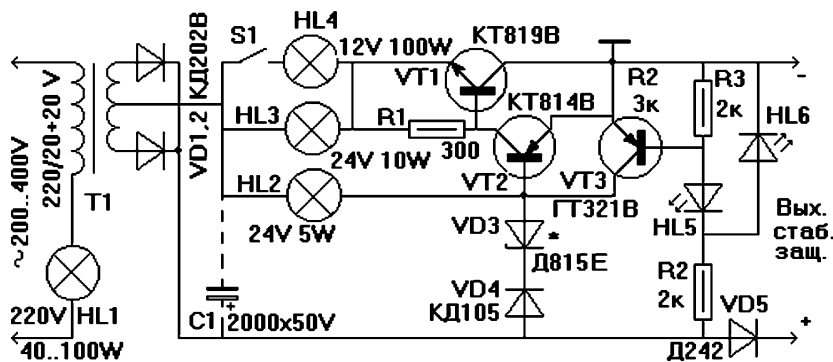 HL4
КТ819В
S1
12V 100W
КД202В
VT1
R2
3к
R3
2к
-
КТ814В
HL6
HL3
R1
300
24V 10W
VD1.2
220/20+20 V
~200..400V
T1
HL2
VT2
VT3
ГТ321В
24V 5W
VD3
*
HL5
Вых.
стаб.
защ.
Д815Е
R2
2к
VD4
КД105
VD5
HL1
220V
C1
+
2000x50V
+
40..100W
Д242